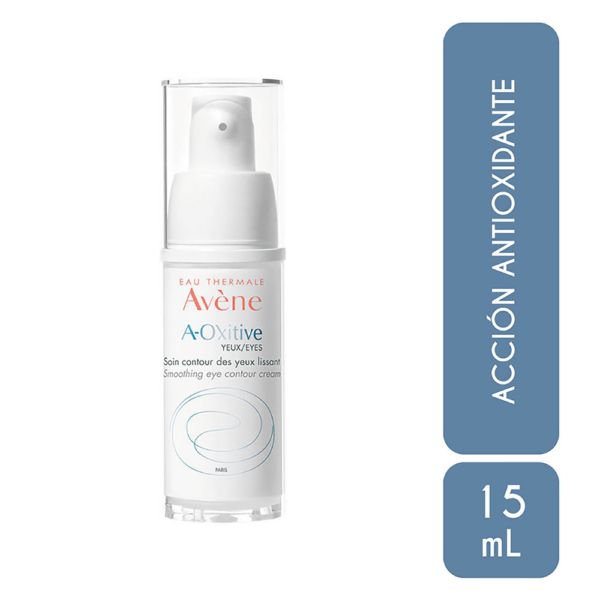 EAU THERMALE
Avène
A-Oxitive
YEUX/EYES
Soin contour des yeux lissant
Smoothing eye contour cream
PARIS
ACCIÓN ANTIOXIDANTE
15
mL